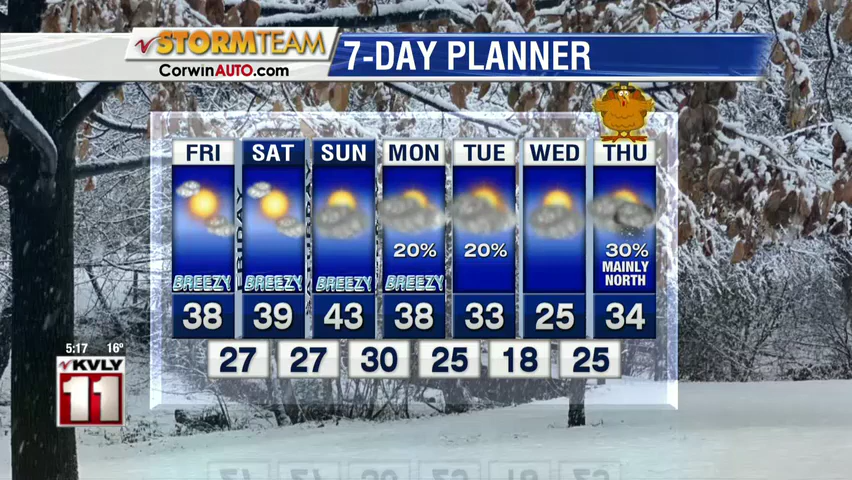 STORMTEAM
CorwinAUTO.com
7-DAY PLANNER
FRI SAT SUN MON TUE WED THU
20% 20% 30%
MAINLY
NORTH
BREEZY BREEZY BREEZY BREEZY
38 39 43 38 33 25 34
27 27 30 25 18 25
5:17 16°
KVLY
11